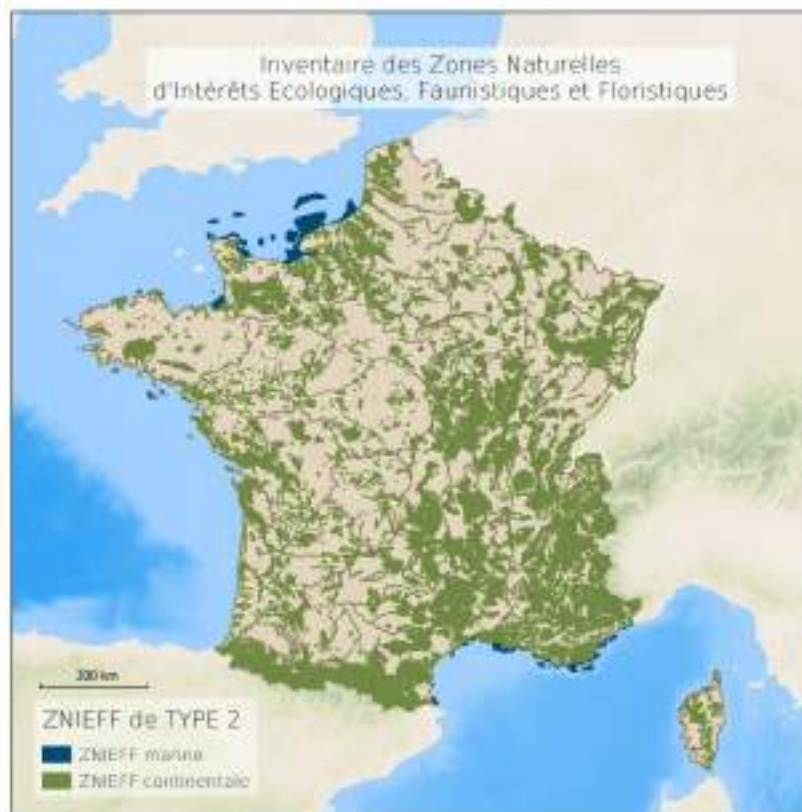 Inventaire des Zones Naturelles
d'Intérêts Ecologiques, Faunistiques et Floristiques
200 km
ZNIEFF de TYPE 2
ZNIEFF marine
ZNIEFF continentale